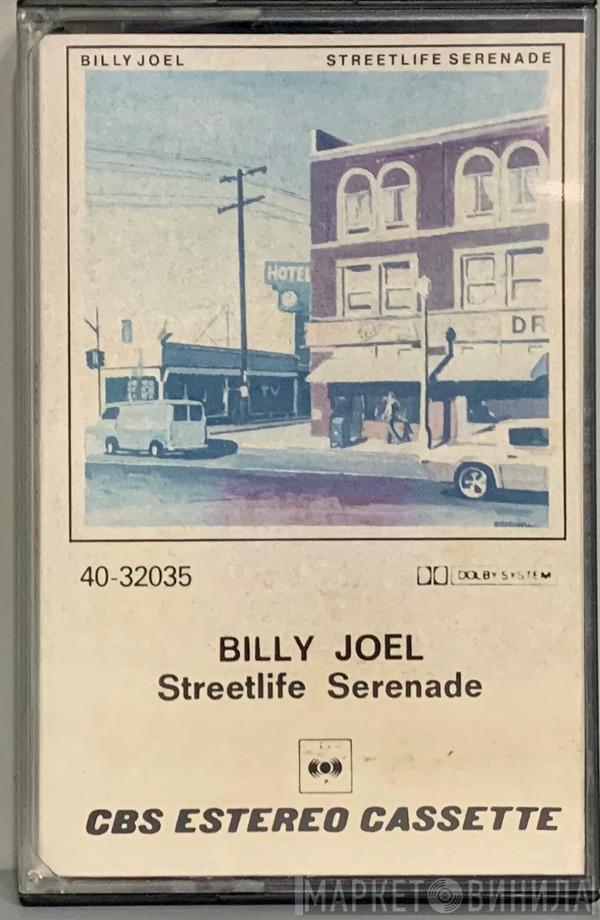 BILLY JOEL STREETLIFE SERENADE
HOTEL
DR
40-32035 DOLBY SYSTEM
BILLY JOEL
Streetlife Serenade
CBS ESTEREO CASSETTE
МАРКЕТ ВИНИЛА